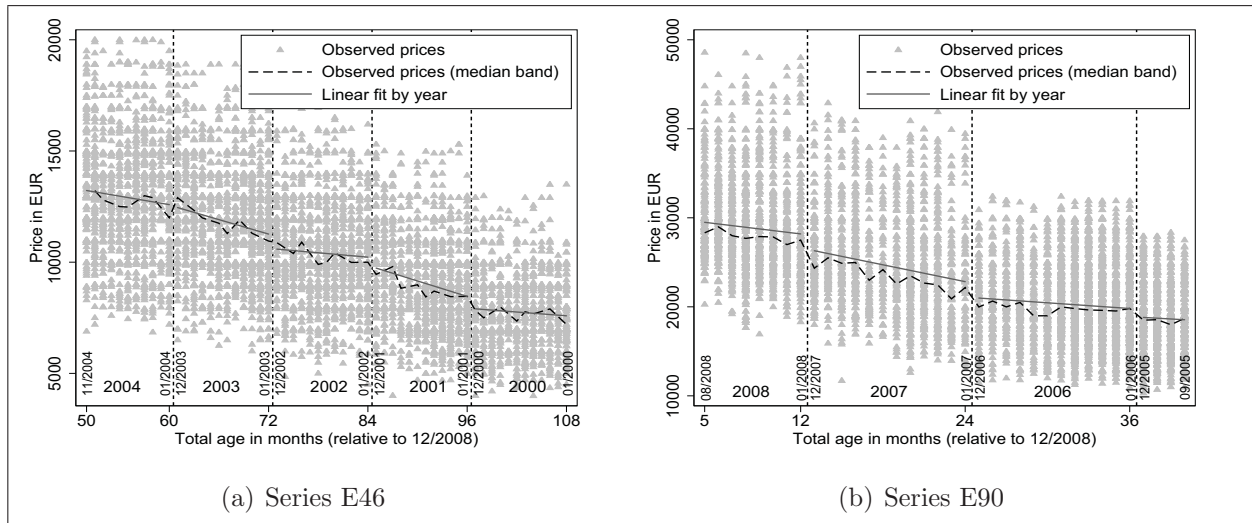 20000
15000
10000
5000
Price in EUR
Observed prices
Observed prices (median band)
Linear fit by year
11/2004
2004
01/2004
12/2003
2003
01/2003
12/2002
2002
01/2002
12/2001
2001
01/2001
12/2000
2000
01/2000
50 60 72 84 96 108
Total age in months (relative to 12/2008)
(a) Series E46
50000
40000
30000
20000
10000
Price in EUR
Observed prices
Observed prices (median band)
Linear fit by year
08/2008
2008
01/2008
12/2007
2007
01/2007
12/2006
2006
01/2006
12/2005
09/2005
5 12 24 36
Total age in months (relative to 12/2008)
(b) Series E90